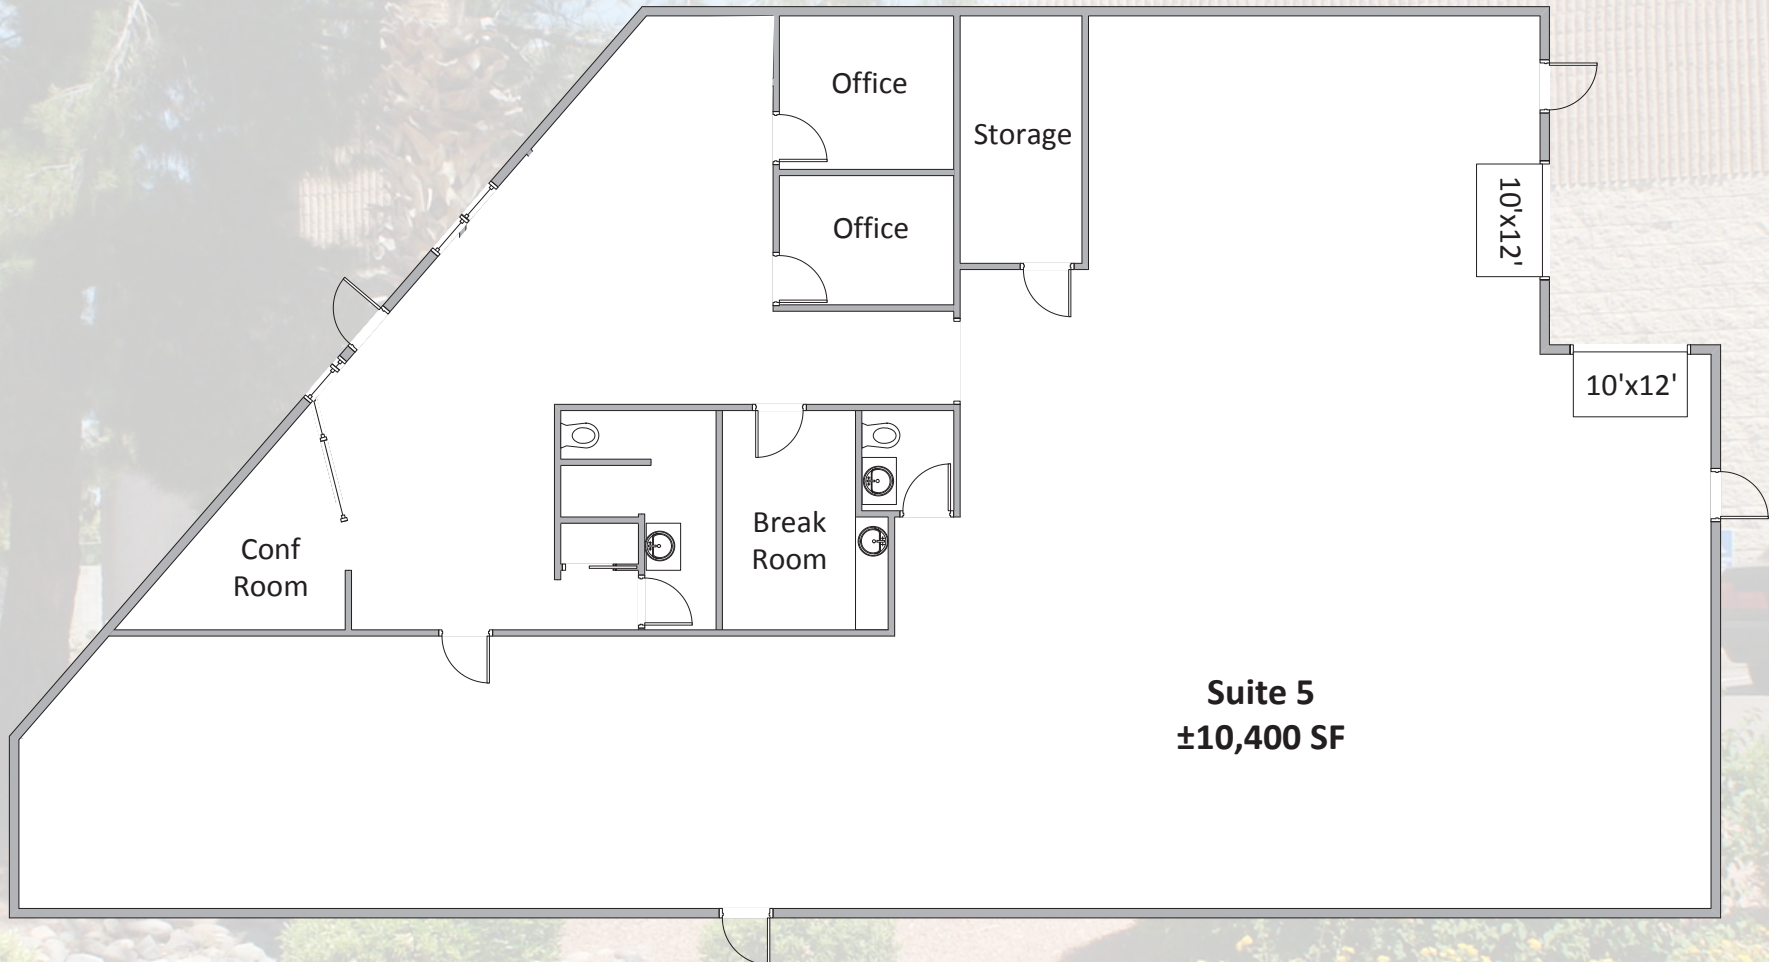 Office
Storage
Office
10'x12'
10'x12'
Conf
Room
Break
Room
Suite 5
±10,400 SF